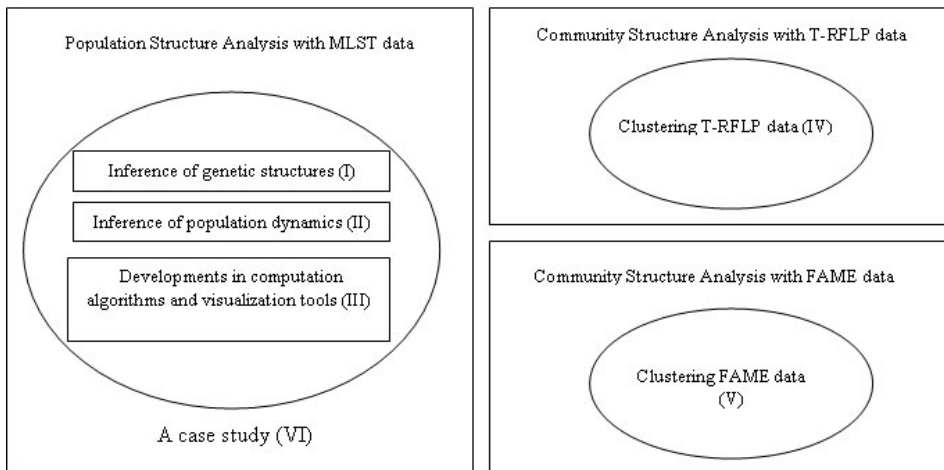 Population Structure Analysis with MLST data
Inference of genetic structures (I)
Inference of population dynamics (II)
Developments in computation
algorithms and visualization tools (III)
A case study (VI)
Community Structure Analysis with T-RFLP data
Clustering T-RFLP data (IV)
Community Structure Analysis with FAME data
Clustering FAME data
(V)